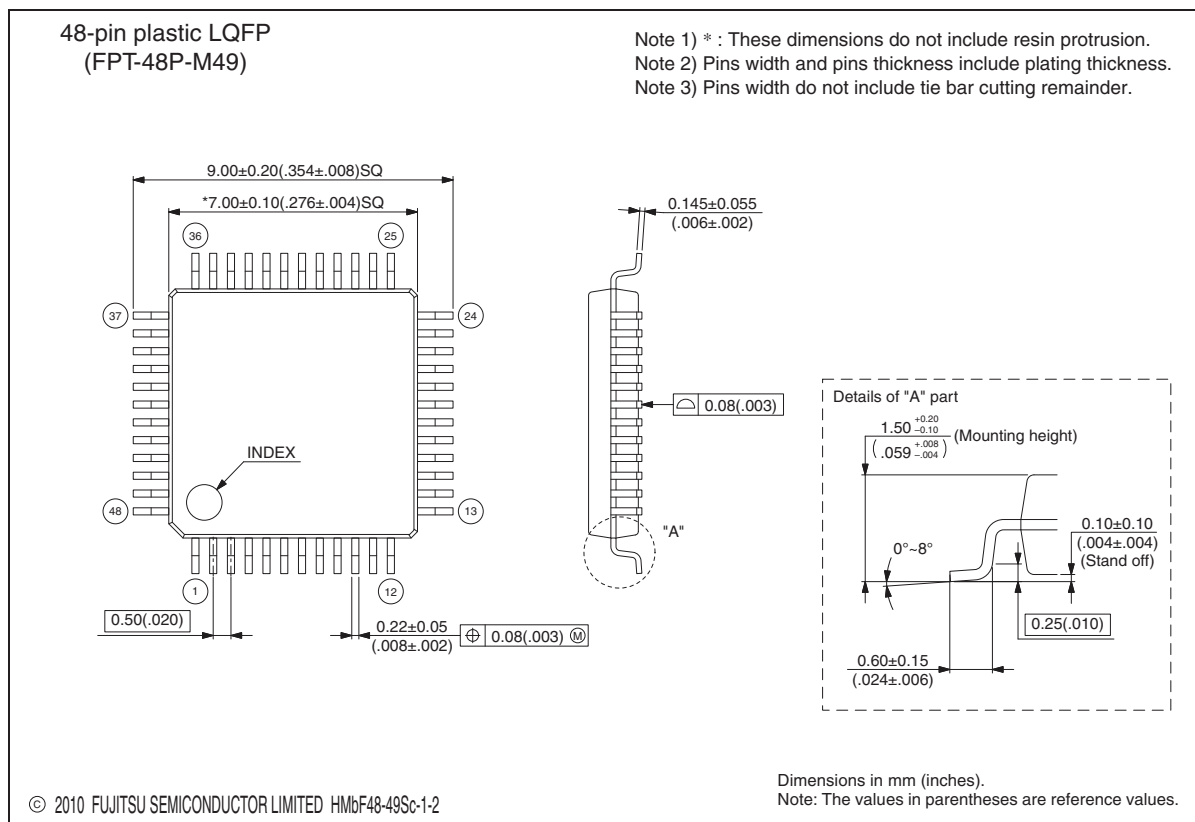 48-pin plastic LQFP
(FPT-48P-M49)
Note 1) * : These dimensions do not include resin protrusion.
Note 2) Pins width and pins thickness include plating thickness.
Note 3) Pins width do not include tie bar cutting remainder.
9.00±0.20(.354±.008)SQ
*7.00±0.10(.276±.004)SQ
0.145±0.055
(.006±.002)
36
25
37
24
0.08(.003)
INDEX
48
13
"A"
1
12
0.50(.020)
0.22±0.05
(.008±.002)
⌖ 0.08(.003) Ⓜ
Details of "A" part
1.50 +0.20 −0.10
(.059 +.008 −.004)
(Mounting height)
0°~8°
0.10±0.10
(.004±.004)
(Stand off)
0.25(.010)
0.60±0.15
(.024±.006)
© 2010 FUJITSU SEMICONDUCTOR LIMITED HMbF48-49Sc-1-2
Dimensions in mm (inches).
Note: The values in parentheses are reference values.